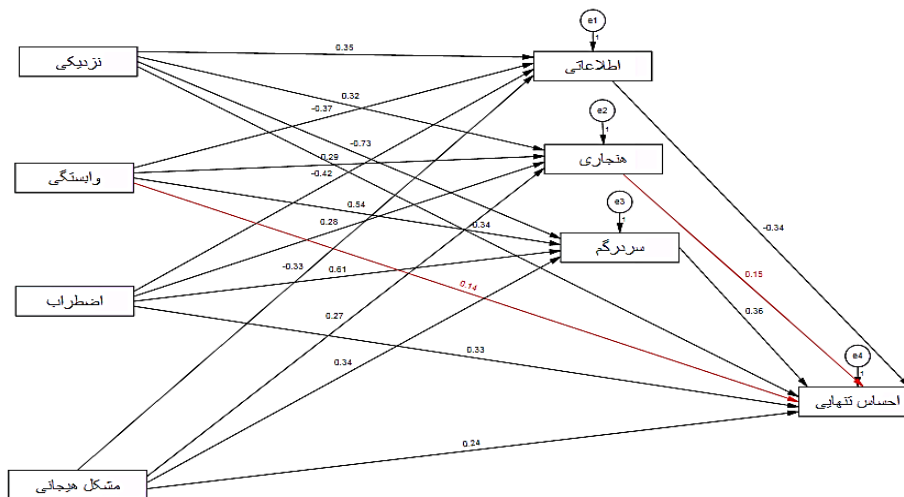 e1
1
0.35
نزدیکی
اطلاعاتی
0.32
-0.37
e2
1
-0.73
هنجاری
0.29
وابستگی
-0.42
e3
1
0.54
0.28
-0.34
-0.34
سردرگم
-0.33
0.61
0.15
0.14
اضطراب
0.27
0.36
0.34
0.33
e4
1
احساس تنهایی
0.24
مشکل هیجانی